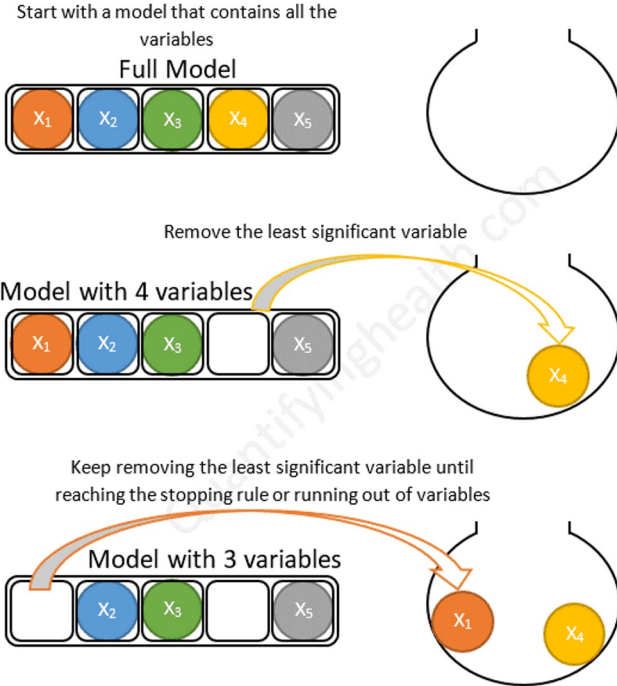 Start with a model that contains all the
variables
Full Model
X₁ X₂ X₃ X₄ X₅
Remove the least significant variable
Model with 4 variables
X₁ X₂ X₃ X₅
X₄
Keep removing the least significant variable until
reaching the stopping rule or running out of variables
Model with 3 variables
X₂ X₃ X₅
X₁ X₄
Quantifyinghealth.com